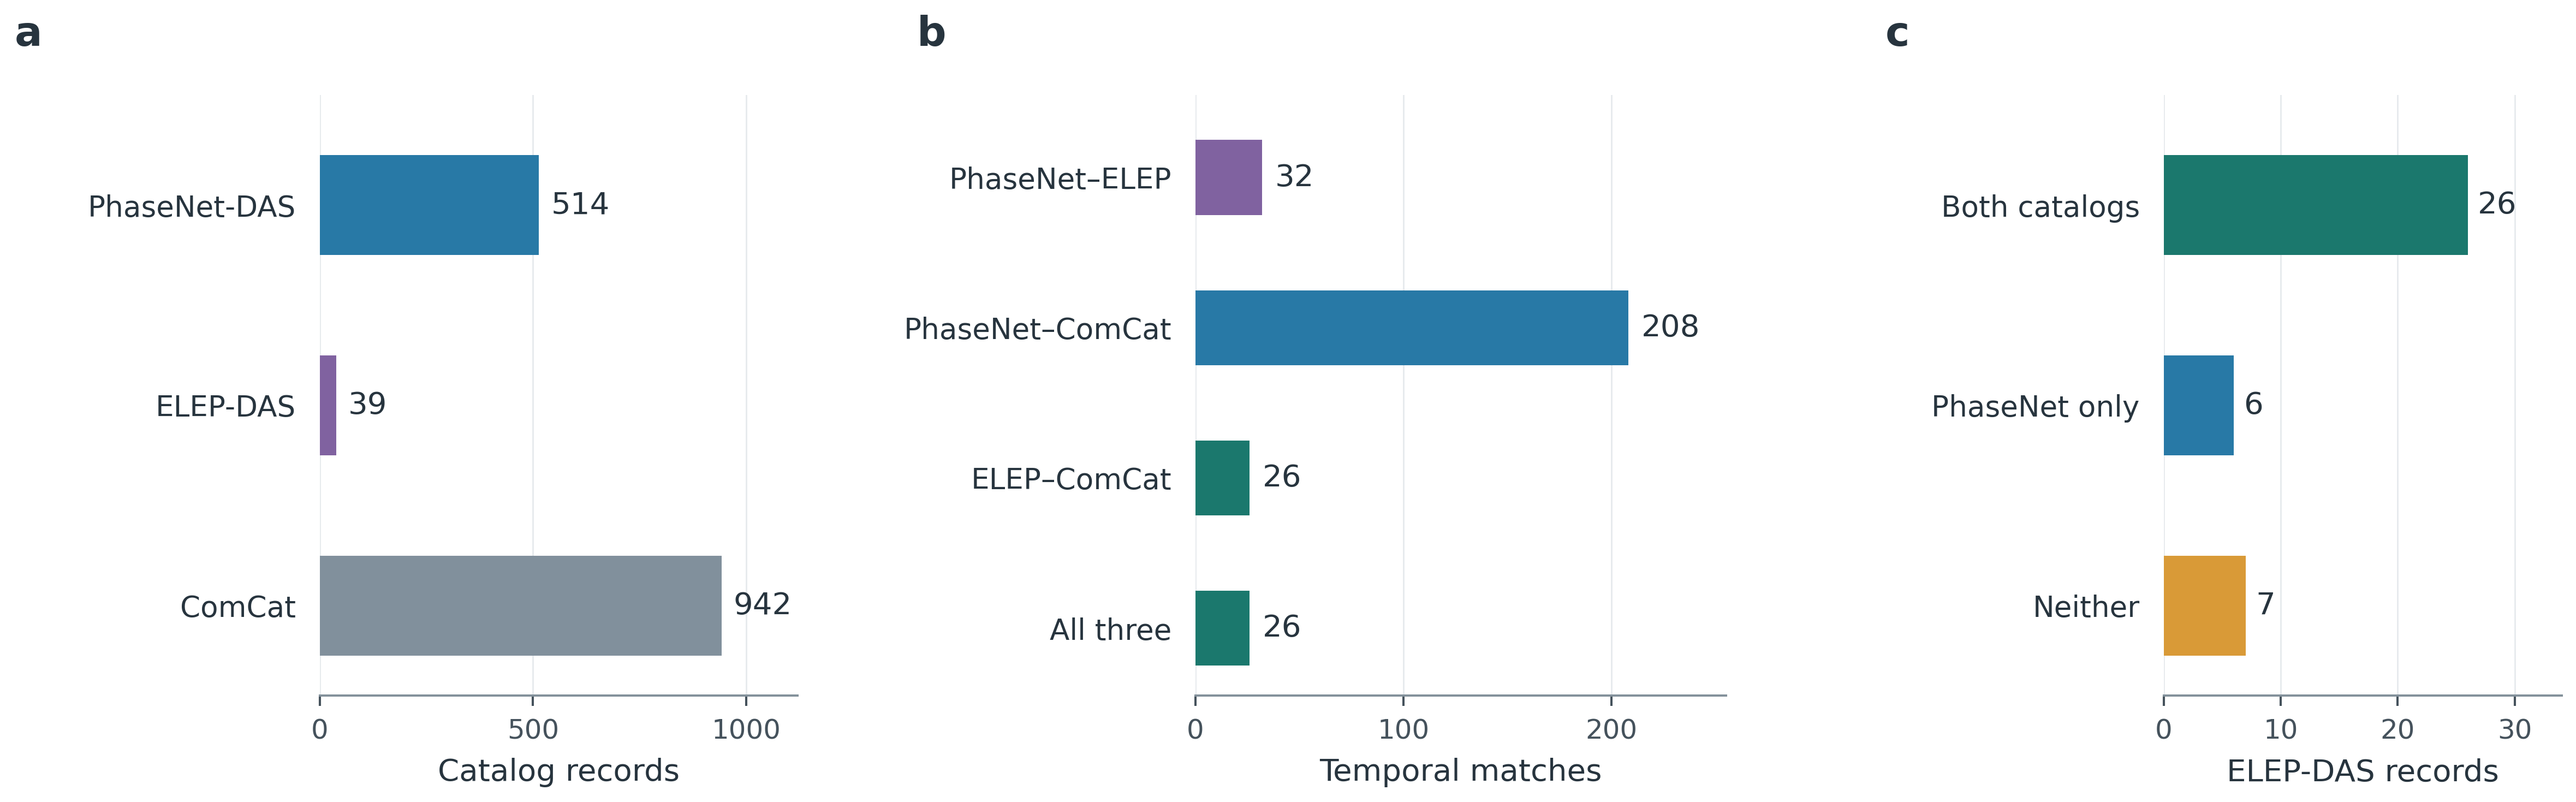 a
PhaseNet-DAS
514
ELEP-DAS
39
ComCat
942
0 500 1000
Catalog records
b
PhaseNet–ELEP
32
PhaseNet–ComCat
208
ELEP–ComCat
26
All three
26
0 100 200
Temporal matches
c
Both catalogs
26
PhaseNet only
6
Neither
7
0 10 20 30
ELEP-DAS records